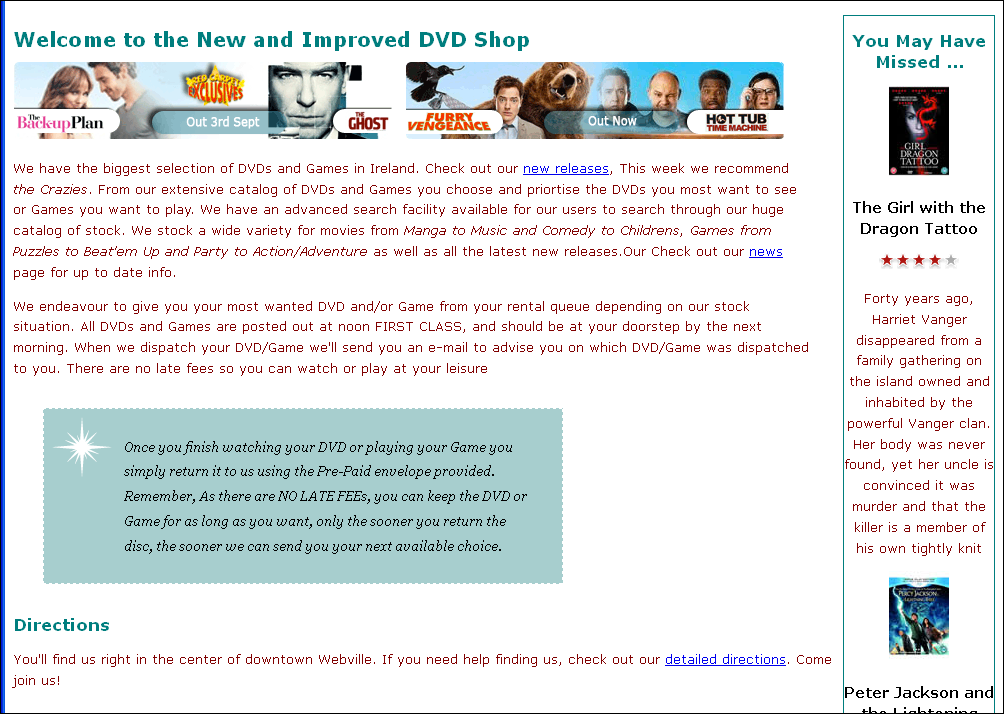 Welcome to the New and Improved DVD Shop
The
BackupPlan
RED CARPET
EXCLUSIVES
Out 3rd Sept
THE
GHOST
FURRY
VENGEANCE
Out Now
HOT TUB
TIME MACHINE
We have the biggest selection of DVDs and Games in Ireland. Check out our new releases, This week we recommend
the Crazies. From our extensive catalog of DVDs and Games you choose and priortise the DVDs you most want to see
or Games you want to play. We have an advanced search facility available for our users to search through our huge
catalog of stock. We stock a wide variety for movies from Manga to Music and Comedy to Childrens, Games from
Puzzles to Beat'em Up and Party to Action/Adventure as well as all the latest new releases.Our Check out our news
page for up to date info.
We endeavour to give you your most wanted DVD and/or Game from your rental queue depending on our stock
situation. All DVDs and Games are posted out at noon FIRST CLASS, and should be at your doorstep by the next
morning. When we dispatch your DVD/Game we'll send you an e-mail to advise you on which DVD/Game was dispatched
to you. There are no late fees so you can watch or play at your leisure
Once you finish watching your DVD or playing your Game you
simply return it to us using the Pre-Paid envelope provided.
Remember, As there are NO LATE FEEs, you can keep the DVD or
Game for as long as you want, only the sooner you return the
disc, the sooner we can send you your next available choice.
Directions
You'll find us right in the center of downtown Webville. If you need help finding us, check out our detailed directions. Come
join us!
You May Have
Missed ...
GIRL
DRAGON
TATTOO
The Girl with the
Dragon Tattoo
Forty years ago,
Harriet Vanger
disappeared from a
family gathering on
the island owned and
inhabited by the
powerful Vanger clan.
Her body was never
found, yet her uncle is
convinced it was
murder and that the
killer is a member of
his own tightly knit
PERCY JACKSON
LIGHTNING THIEF
Peter Jackson and
the Lightening